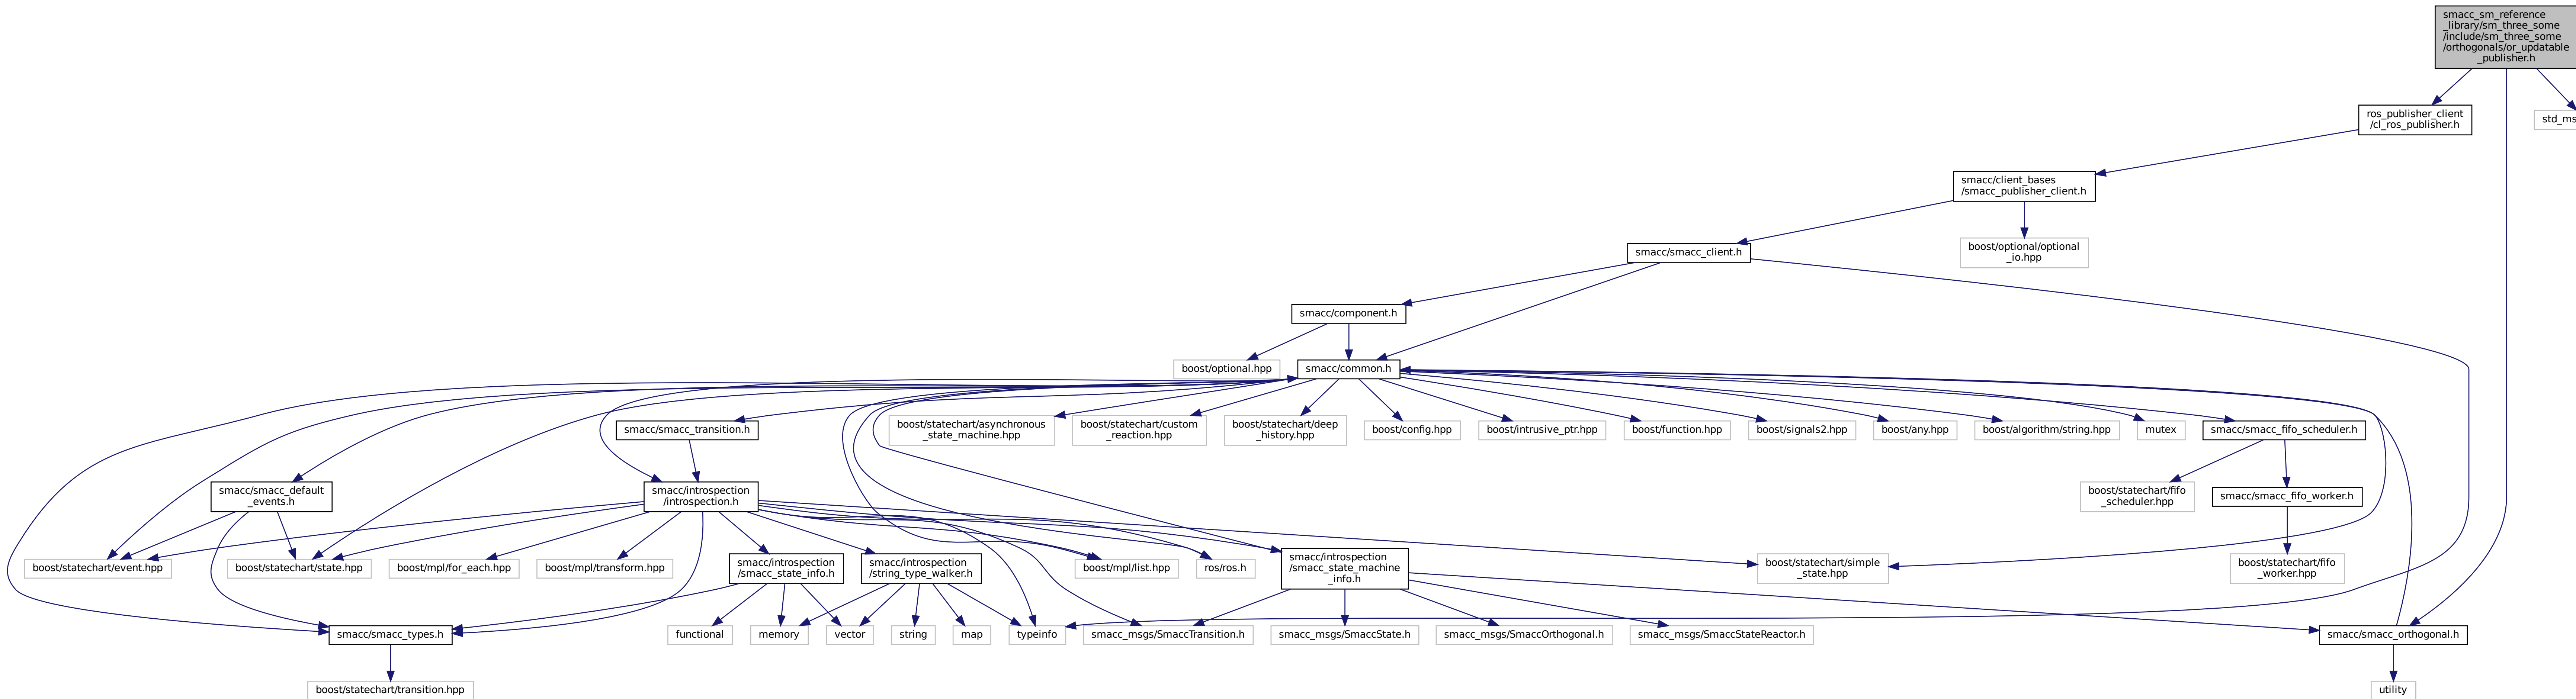 smacc_sm_reference
_library/sm_three_some
/include/sm_three_some
/orthogonals/or_updatable
_publisher.h
ros_publisher_client
/cl_ros_publisher.h
std_ms
smacc/client_bases
/smacc_publisher_client.h
smacc/smacc_client.h
boost/optional/optional
_io.hpp
smacc/component.h
boost/optional.hpp
smacc/common.h
smacc/smacc_transition.h
boost/statechart/asynchronous
_state_machine.hpp
boost/statechart/custom
_reaction.hpp
boost/statechart/deep
_history.hpp
boost/config.hpp
boost/intrusive_ptr.hpp
boost/function.hpp
boost/signals2.hpp
boost/any.hpp
boost/algorithm/string.hpp
mutex
smacc/smacc_fifo_scheduler.h
smacc/smacc_default
_events.h
smacc/introspection
/introspection.h
boost/statechart/fifo
_scheduler.hpp
smacc/smacc_fifo_worker.h
boost/statechart/event.hpp
boost/statechart/state.hpp
boost/mpl/for_each.hpp
boost/mpl/transform.hpp
smacc/introspection
/smacc_state_info.h
smacc/introspection
/string_type_walker.h
boost/mpl/list.hpp
ros/ros.h
smacc/introspection
/smacc_state_machine
_info.h
boost/statechart/simple
_state.hpp
boost/statechart/fifo
_worker.hpp
smacc/smacc_types.h
functional
memory
vector
string
map
typeinfo
smacc_msgs/SmaccTransition.h
smacc_msgs/SmaccState.h
smacc_msgs/SmaccOrthogonal.h
smacc_msgs/SmaccStateReactor.h
smacc/smacc_orthogonal.h
boost/statechart/transition.hpp
utility